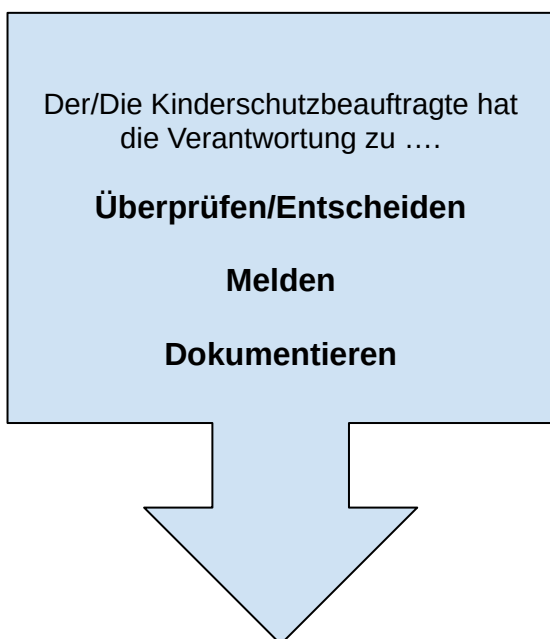 Der/Die Kinderschutzbeauftragte hat
die Verantwortung zu ....
Überprüfen/Entscheiden
Melden
Dokumentieren